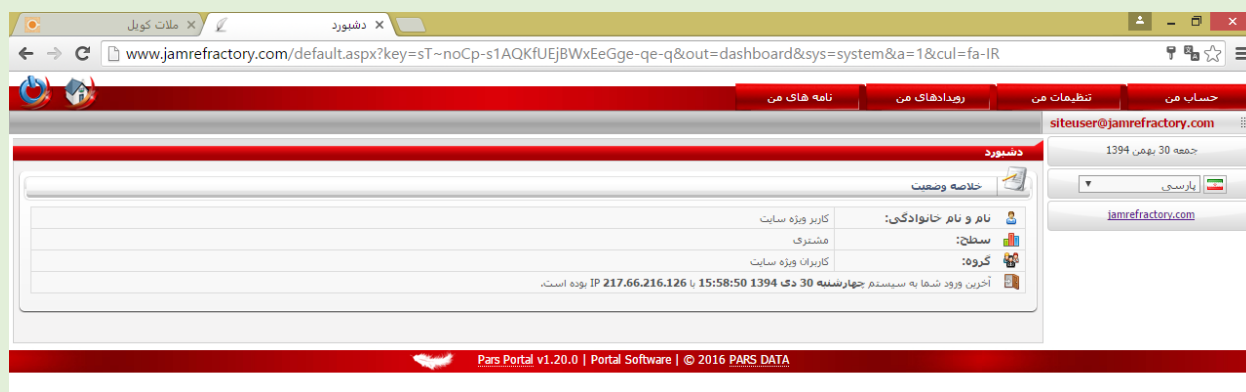 ملات کویل
دشبورد
www.jamrefractory.com/default.aspx?key=sT~noCp-s1AQKfUEjBWxEeGge-qe-q&out=dashboard&sys=system&a=1&cul=fa-IR
حساب من
تنظیمات من
رویدادهای من
نامه های من
siteuser@jamrefractory.com
جمعه 30 بهمن 1394
پارسی
jamrefractory.com
دشبورد
خلاصه وضعیت
نام و نام خانوادگی: کاربر ویژه سایت
سطح: مشتری
گروه: کاربران ویژه سایت
آخرین ورود شما به سیستم چهارشنبه 30 دی 1394 15:58:50 با IP 217.66.216.126 بوده است.
Pars Portal v1.20.0 | Portal Software | © 2016 PARS DATA